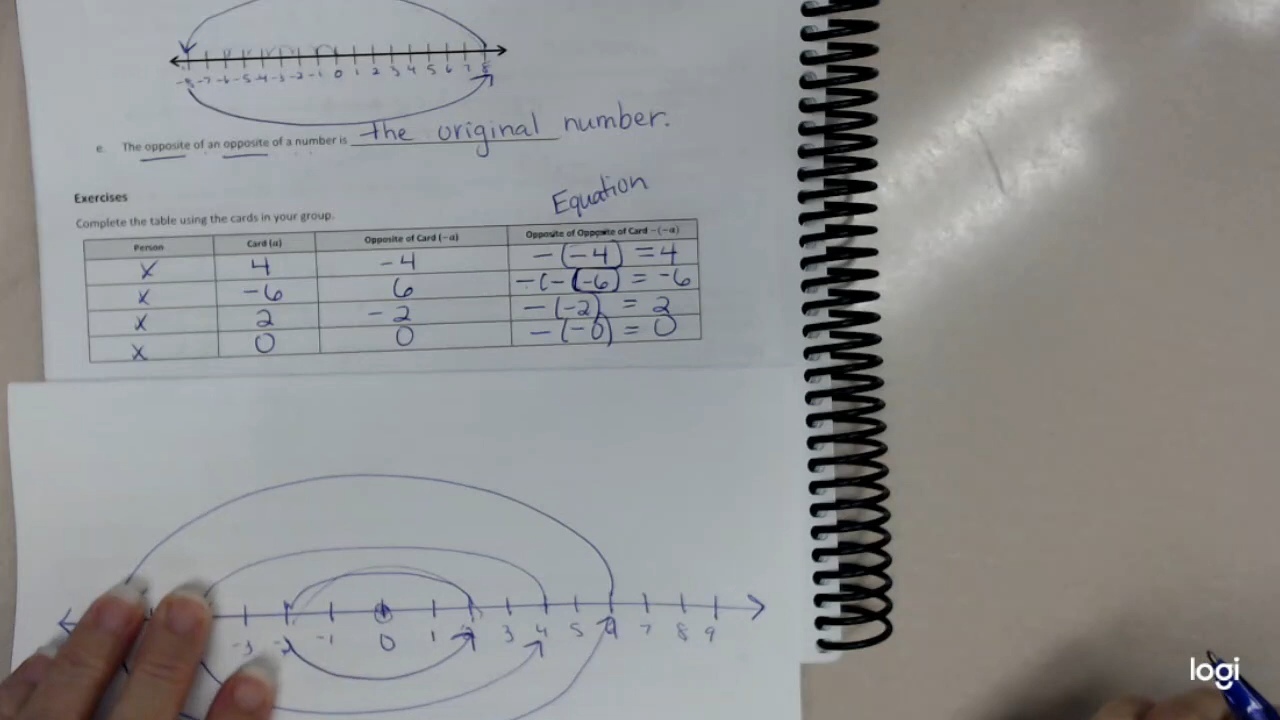 -8 -7 -6 -5 -4 -3 -2 -1 0 1 2 3 4 5 6 7 8
e. The opposite of an opposite of a number is the original number.
Exercises
Equation
Complete the table using the cards in your group.
Person Card (a) Opposite of Card (−a) Opposite of Opposite of Card −(−a)
X 4 -4 -(-4) = 4
X -6 6 -(-(-6) = -6
X 2 -2 -(-2) = 2
X 0 0 -(-0) = 0
-3 -2 -1 0 1 2 3 4 5 6 7 8 9
logi